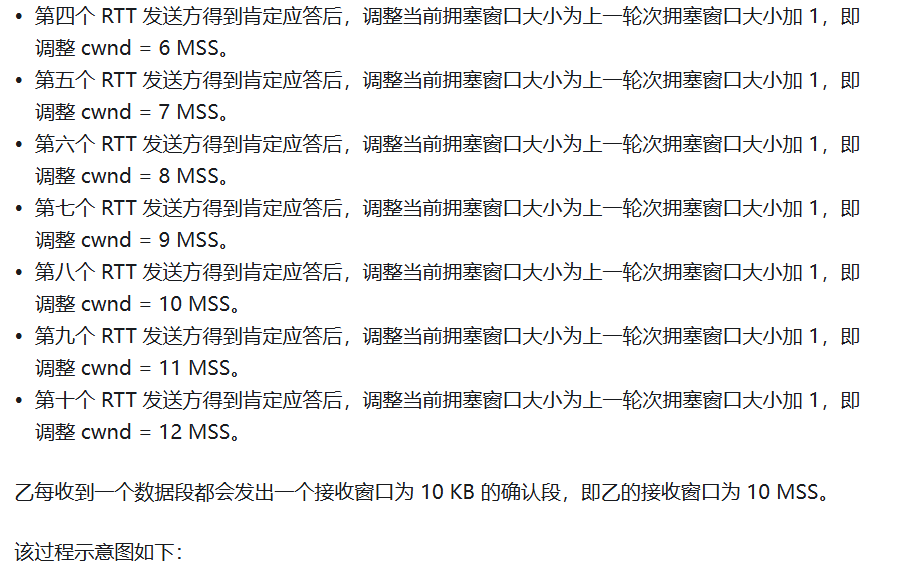 • 第四个 RTT 发送方得到肯定应答后，调整当前拥塞窗口大小为上一轮次拥塞窗口大小加 1，即
调整 cwnd = 6 MSS。
• 第五个 RTT 发送方得到肯定应答后，调整当前拥塞窗口大小为上一轮次拥塞窗口大小加 1，即
调整 cwnd = 7 MSS。
• 第六个 RTT 发送方得到肯定应答后，调整当前拥塞窗口大小为上一轮次拥塞窗口大小加 1，即
调整 cwnd = 8 MSS。
• 第七个 RTT 发送方得到肯定应答后，调整当前拥塞窗口大小为上一轮次拥塞窗口大小加 1，即
调整 cwnd = 9 MSS。
• 第八个 RTT 发送方得到肯定应答后，调整当前拥塞窗口大小为上一轮次拥塞窗口大小加 1，即
调整 cwnd = 10 MSS。
• 第九个 RTT 发送方得到肯定应答后，调整当前拥塞窗口大小为上一轮次拥塞窗口大小加 1，即
调整 cwnd = 11 MSS。
• 第十个 RTT 发送方得到肯定应答后，调整当前拥塞窗口大小为上一轮次拥塞窗口大小加 1，即
调整 cwnd = 12 MSS。
乙每收到一个数据段都会发出一个接收窗口为 10 KB 的确认段，即乙的接收窗口为 10 MSS。
该过程示意图如下：